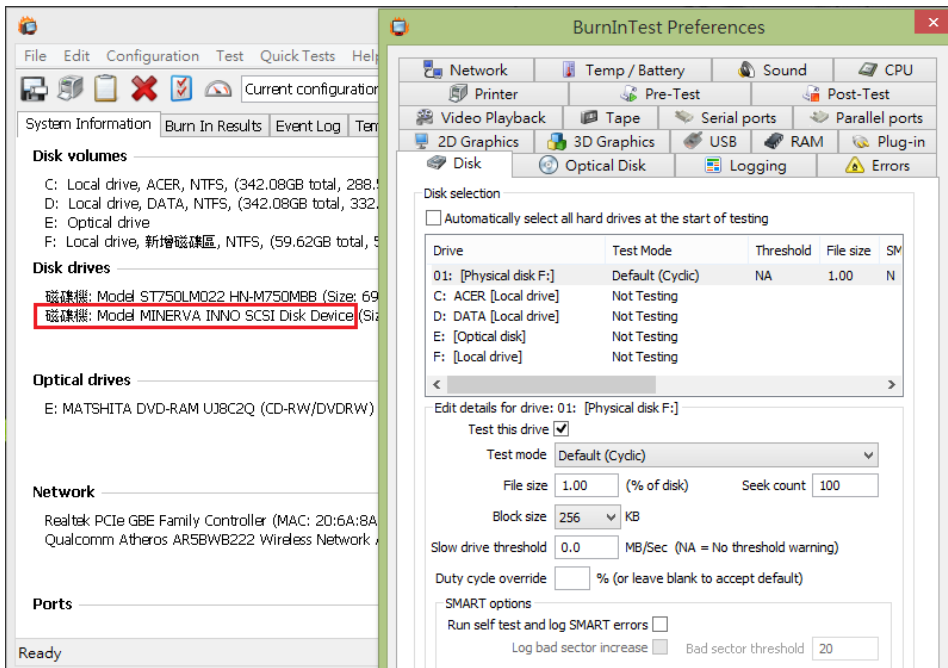 File Edit Configuration Test Quick Tests Help
Current configuration
System Information Burn In Results Event Log Tem
Disk volumes
C: Local drive, ACER, NTFS, (342.08GB total, 288.
D: Local drive, DATA, NTFS, (342.08GB total, 332.
E: Optical drive
F: Local drive, 新增磁碟區, NTFS, (59.62GB total, 5
Disk drives
磁碟機: Model ST750LM022 HN-M750MBB (Size: 69
磁碟機: Model MINERVA INNO SCSI Disk Device (Siz
Optical drives
E: MATSHITA DVD-RAM UJ8C2Q (CD-RW/DVDRW)
Network
Realtek PCIe GBE Family Controller (MAC: 20:6A:8A
Qualcomm Atheros AR5BWB222 Wireless Network
Ports
Ready
BurnInTest Preferences
Network Temp / Battery Sound CPU
Printer Pre-Test Post-Test
Video Playback Tape Serial ports Parallel ports
2D Graphics 3D Graphics USB RAM Plug-in
Disk Optical Disk Logging Errors
Disk selection
Automatically select all hard drives at the start of testing
Drive Test Mode Threshold File size SM
01: [Physical disk F:] Default (Cyclic) NA 1.00 N
C: ACER [Local drive] Not Testing
D: DATA [Local drive] Not Testing
E: [Optical disk] Not Testing
F: [Local drive] Not Testing
Edit details for drive: 01: [Physical disk F:]
Test this drive
Test mode Default (Cyclic)
File size 1.00 (% of disk) Seek count 100
Block size 256 KB
Slow drive threshold 0.0 MB/Sec (NA = No threshold warning)
Duty cycle override % (or leave blank to accept default)
SMART options
Run self test and log SMART errors
Log bad sector increase Bad sector threshold 20